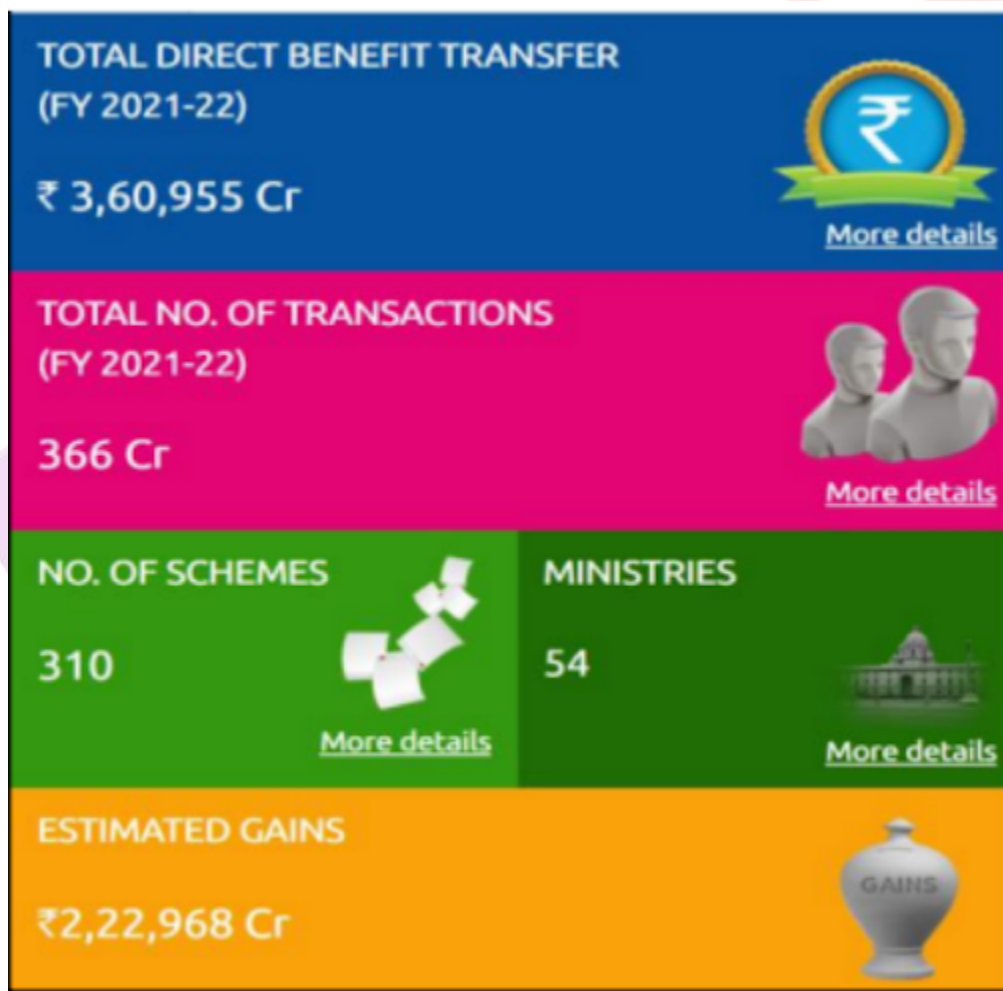 TOTAL DIRECT BENEFIT TRANSFER
(FY 2021-22)
₹ 3,60,955 Cr
₹
More details
TOTAL NO. OF TRANSACTIONS
(FY 2021-22)
366 Cr
More details
NO. OF SCHEMES
310
More details
MINISTRIES
54
More details
ESTIMATED GAINS
₹2,22,968 Cr
GAINS